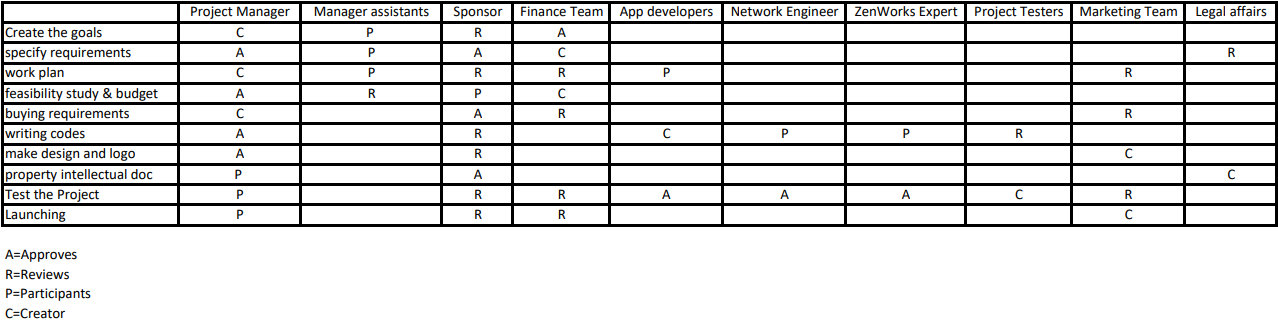 Project Manager Manager assistants Sponsor Finance Team App developers Network Engineer ZenWorks Expert Project Testers Marketing Team Legal affairs
Create the goals C P R A
specify requirements A P A C R
work plan C P R R P R
feasibility study & budget A R P C
buying requirements C A R R
writing codes A R C P P R
make design and logo A R C
property intellectual doc P A C
Test the Project P R R A A A C R
Launching P R R C
A=Approves
R=Reviews
P=Participants
C=Creator